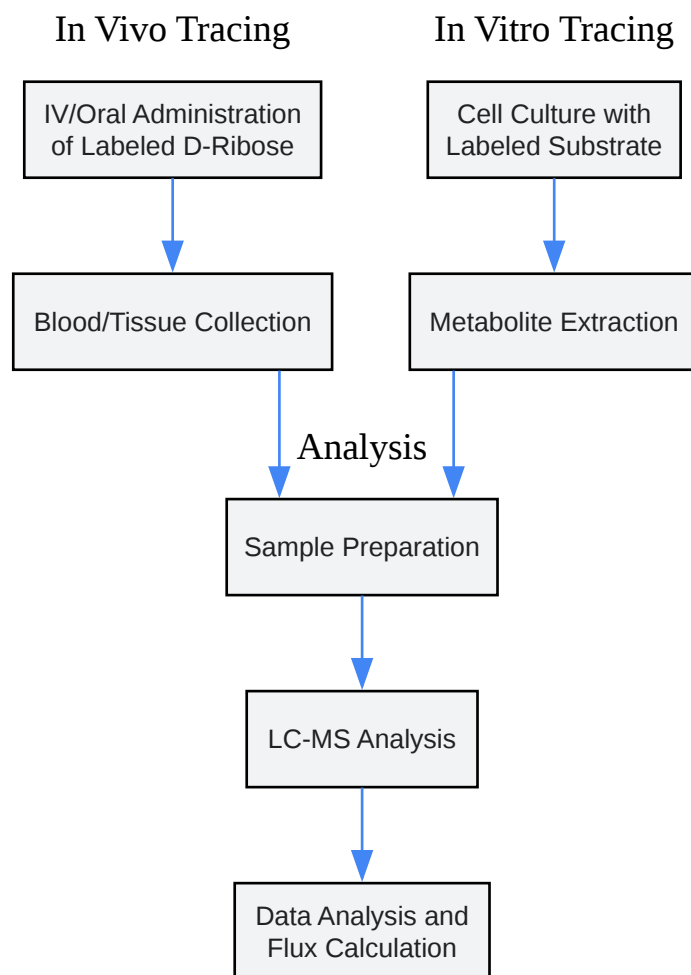 In Vivo Tracing
In Vitro Tracing
IV/Oral Administration
of Labeled D-Ribose
Cell Culture with
Labeled Substrate
Blood/Tissue Collection
Metabolite Extraction
Analysis
Sample Preparation
LC-MS Analysis
Data Analysis and
Flux Calculation